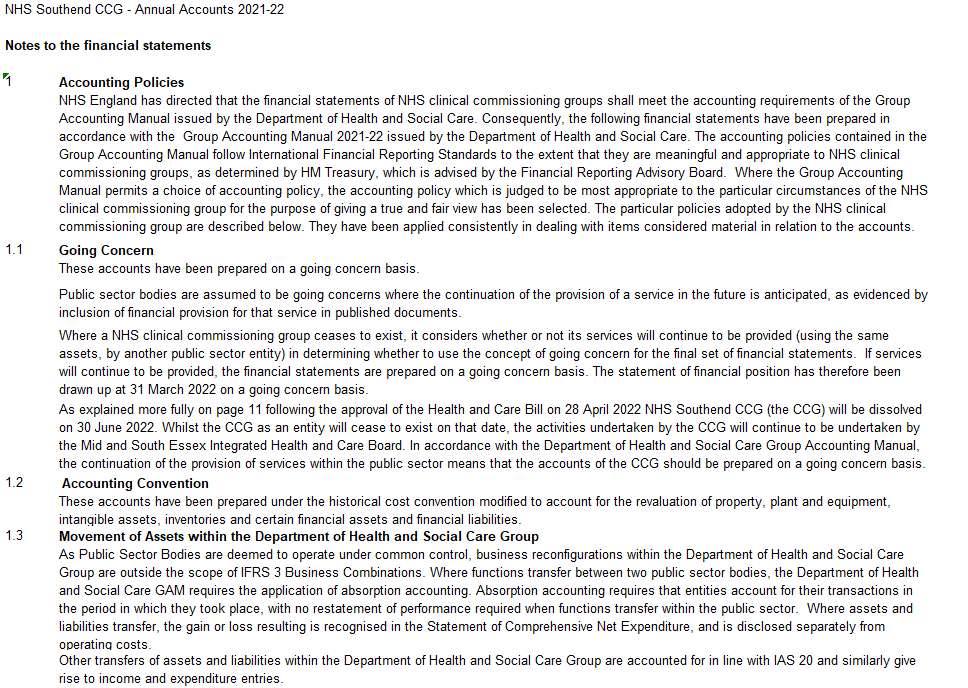 NHS Southend CCG - Annual Accounts 2021-22
Notes to the financial statements
1 Accounting Policies
NHS England has directed that the financial statements of NHS clinical commissioning groups shall meet the accounting requirements of the Group
Accounting Manual issued by the Department of Health and Social Care. Consequently, the following financial statements have been prepared in
accordance with the  Group Accounting Manual 2021-22 issued by the Department of Health and Social Care. The accounting policies contained in the
Group Accounting Manual follow International Financial Reporting Standards to the extent that they are meaningful and appropriate to NHS clinical
commissioning groups, as determined by HM Treasury, which is advised by the Financial Reporting Advisory Board.  Where the Group Accounting
Manual permits a choice of accounting policy, the accounting policy which is judged to be most appropriate to the particular circumstances of the NHS
clinical commissioning group for the purpose of giving a true and fair view has been selected. The particular policies adopted by the NHS clinical
commissioning group are described below. They have been applied consistently in dealing with items considered material in relation to the accounts.
1.1 Going Concern
These accounts have been prepared on a going concern basis.
Public sector bodies are assumed to be going concerns where the continuation of the provision of a service in the future is anticipated, as evidenced by
inclusion of financial provision for that service in published documents.
Where a NHS clinical commissioning group ceases to exist, it considers whether or not its services will continue to be provided (using the same
assets, by another public sector entity) in determining whether to use the concept of going concern for the final set of financial statements.  If services
will continue to be provided, the financial statements are prepared on a going concern basis. The statement of financial position has therefore been
drawn up at 31 March 2022 on a going concern basis.
As explained more fully on page 11 following the approval of the Health and Care Bill on 28 April 2022 NHS Southend CCG (the CCG) will be dissolved
on 30 June 2022. Whilst the CCG as an entity will cease to exist on that date, the activities undertaken by the CCG will continue to be undertaken by
the Mid and South Essex Integrated Health and Care Board. In accordance with the Department of Health and Social Care Group Accounting Manual,
the continuation of the provision of services within the public sector means that the accounts of the CCG should be prepared on a going concern basis.
1.2 Accounting Convention
These accounts have been prepared under the historical cost convention modified to account for the revaluation of property, plant and equipment,
intangible assets, inventories and certain financial assets and financial liabilities.
1.3 Movement of Assets within the Department of Health and Social Care Group
As Public Sector Bodies are deemed to operate under common control, business reconfigurations within the Department of Health and Social Care
Group are outside the scope of IFRS 3 Business Combinations. Where functions transfer between two public sector bodies, the Department of Health
and Social Care GAM requires the application of absorption accounting. Absorption accounting requires that entities account for their transactions in
the period in which they took place, with no restatement of performance required when functions transfer within the public sector.  Where assets and
liabilities transfer, the gain or loss resulting is recognised in the Statement of Comprehensive Net Expenditure, and is disclosed separately from
operating costs.
Other transfers of assets and liabilities within the Department of Health and Social Care Group are accounted for in line with IAS 20 and similarly give
rise to income and expenditure entries.